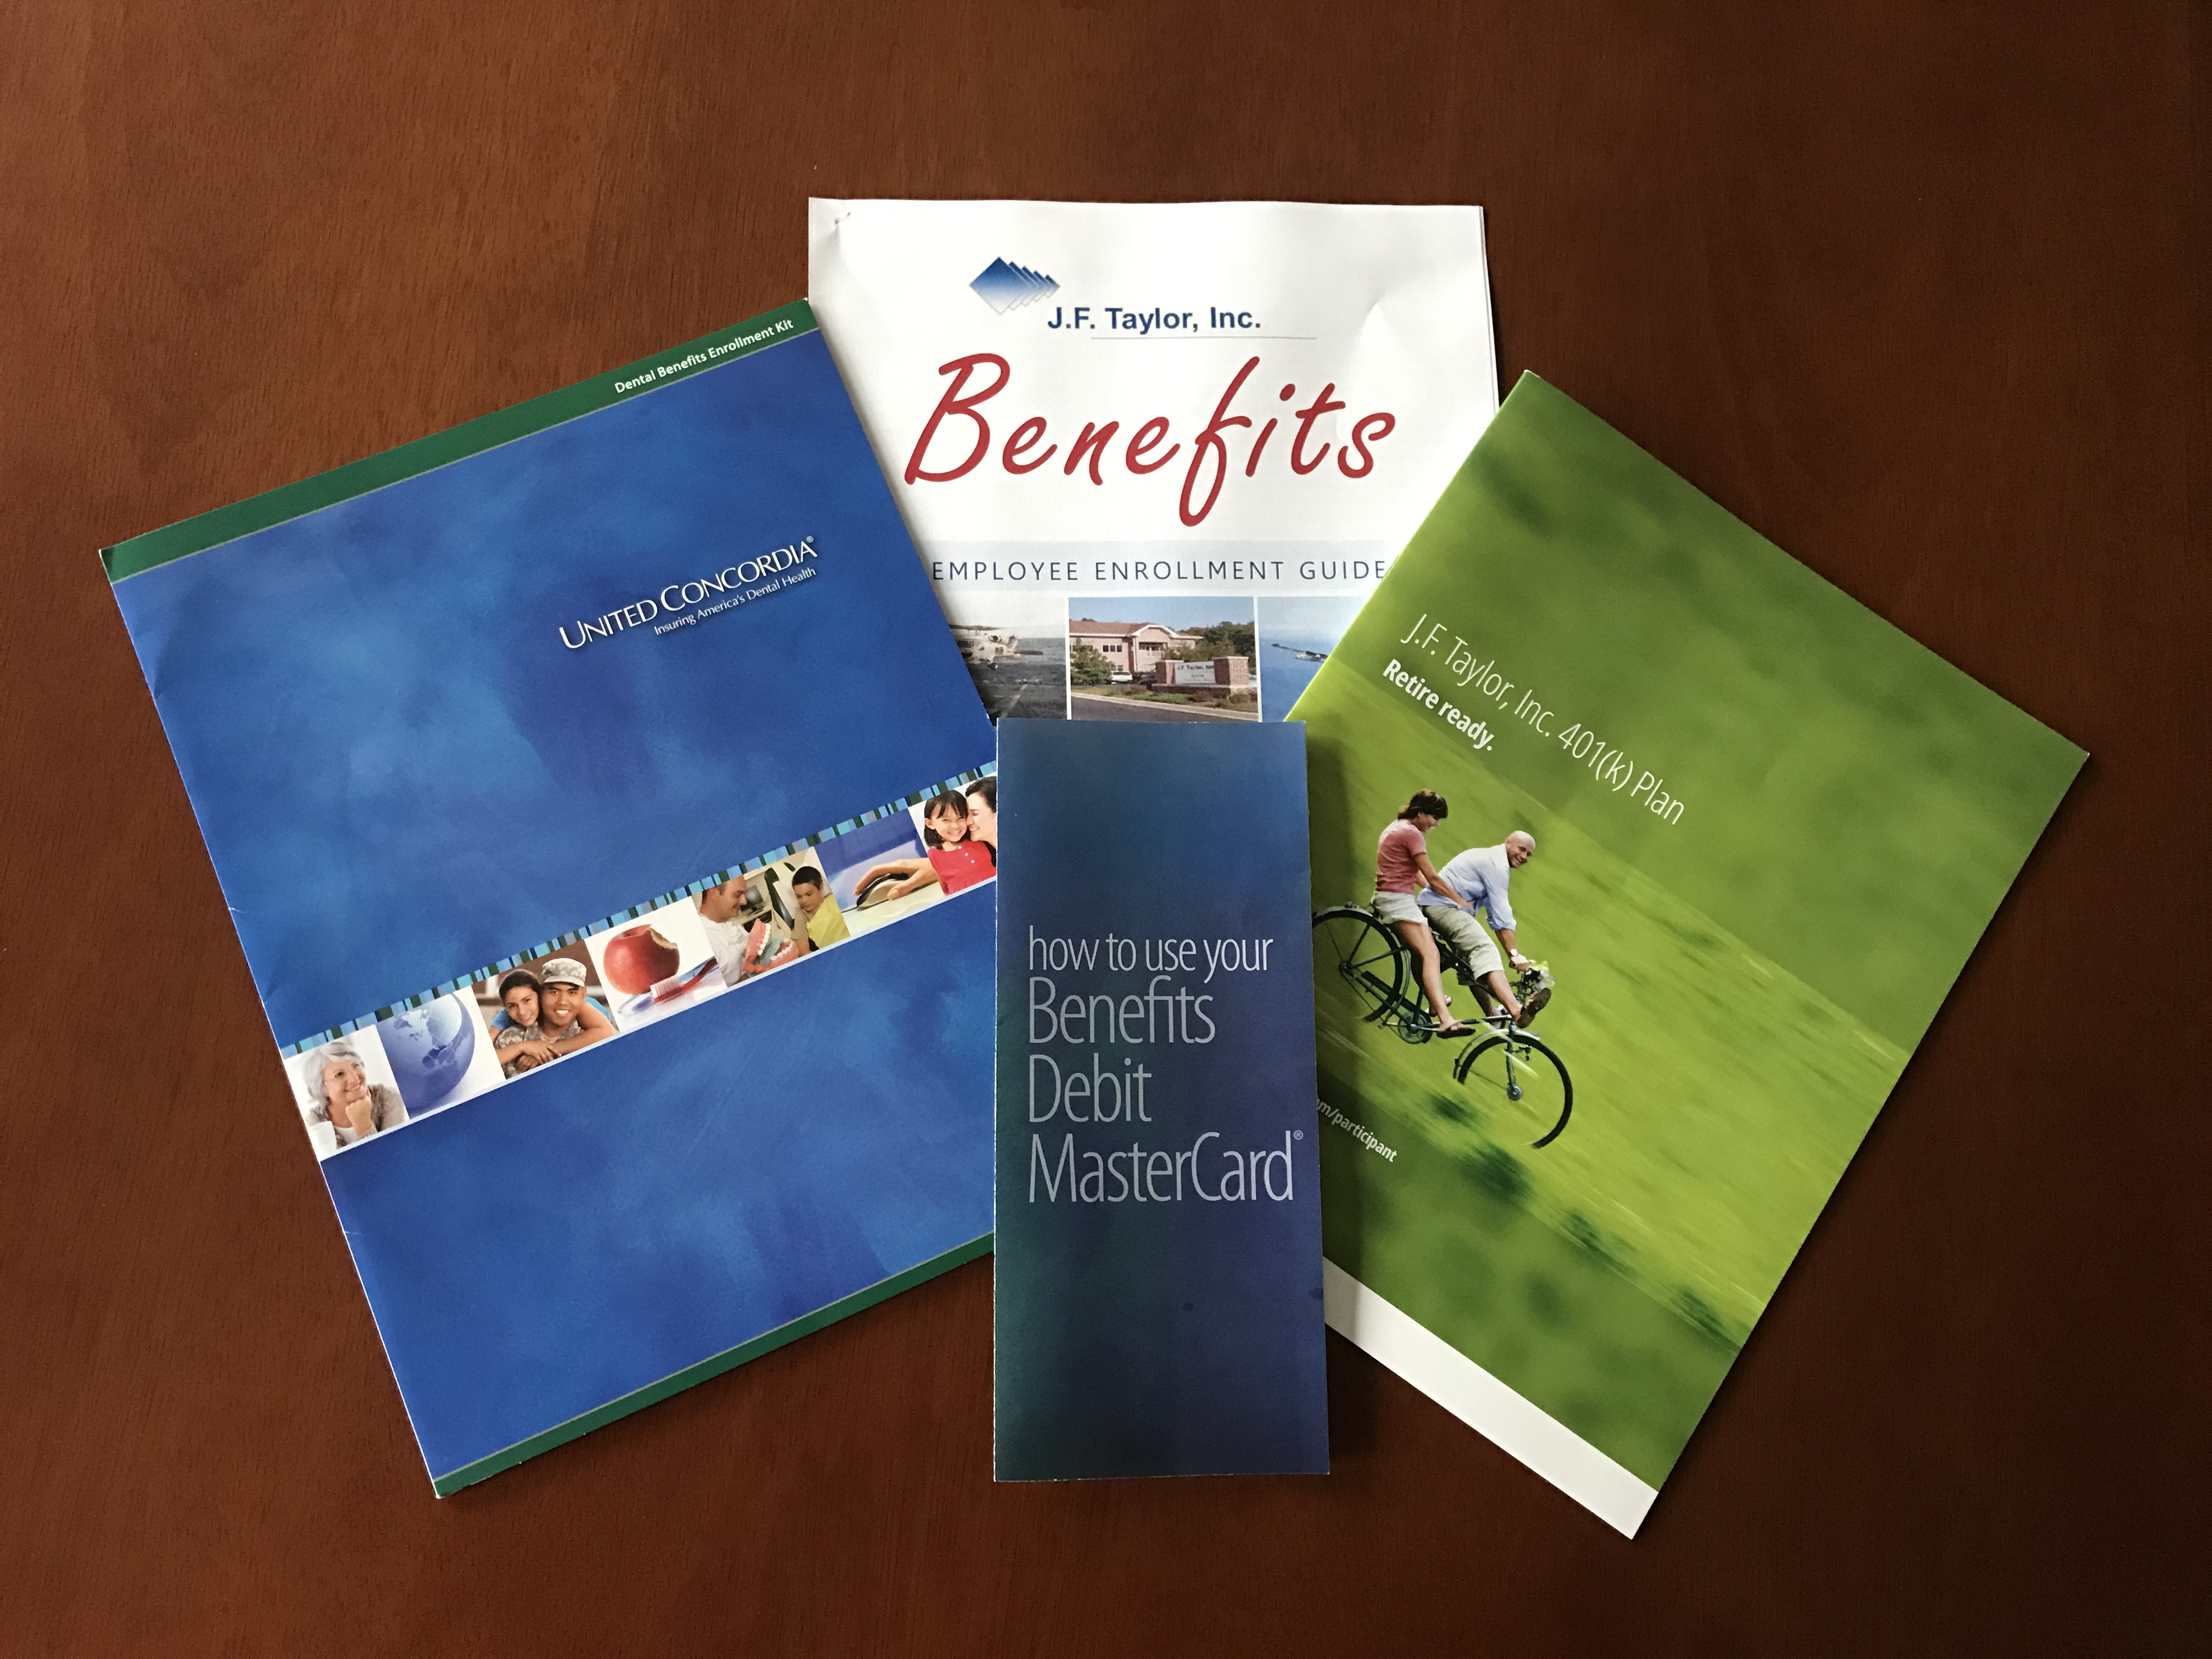 J.F. Taylor, Inc.
Benefits
EMPLOYEE ENROLLMENT GUIDE
Dental Benefits Enrollment Kit
UNITED CONCORDIA®
Insuring America's Dental Health
how to use your
Benefits
Debit
MasterCard®
J.F. Taylor, Inc. 401(k) Plan
Retire ready.
m/participant